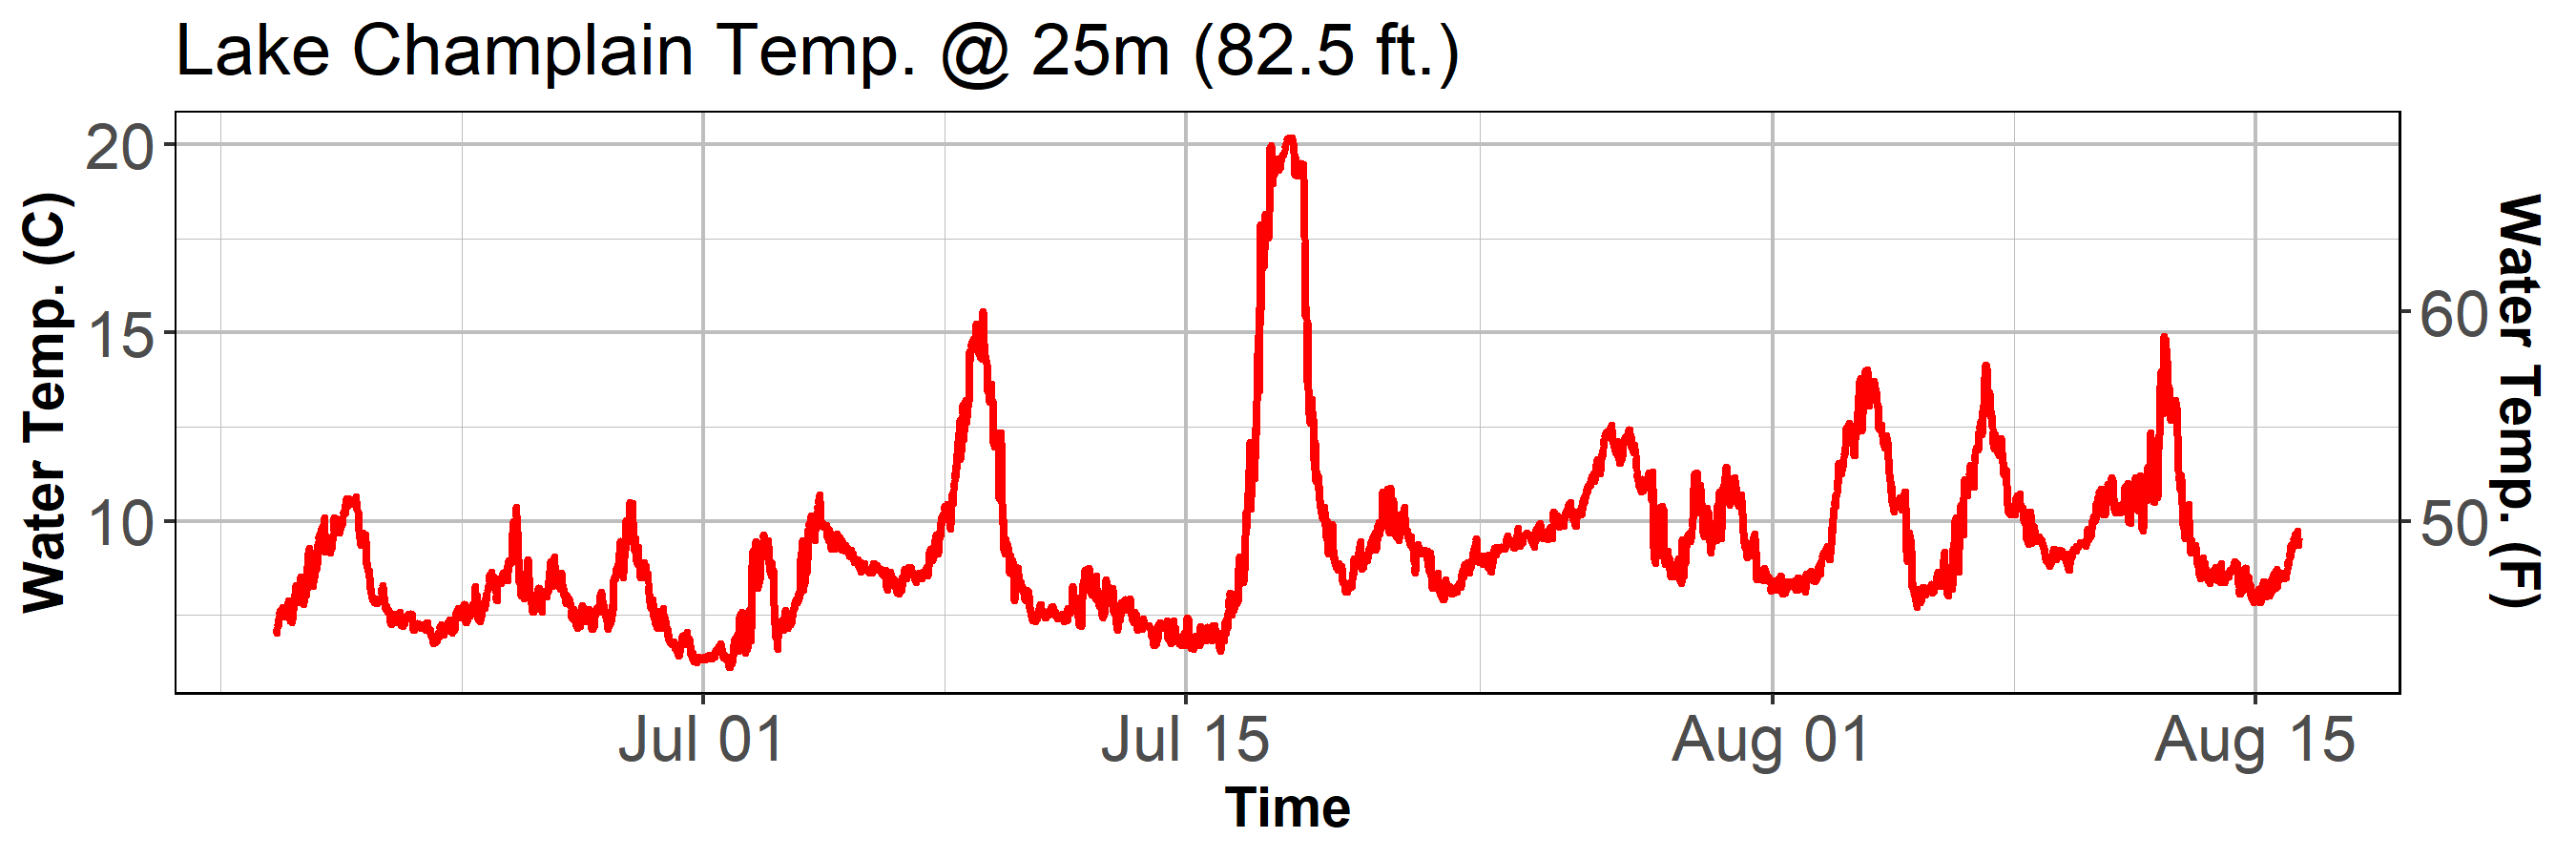 Lake Champlain Temp. @ 25m (82.5 ft.)
Water Temp. (C)
20
15
10
60
50
Water Temp. (F)
Jul 01
Jul 15
Aug 01
Aug 15
Time